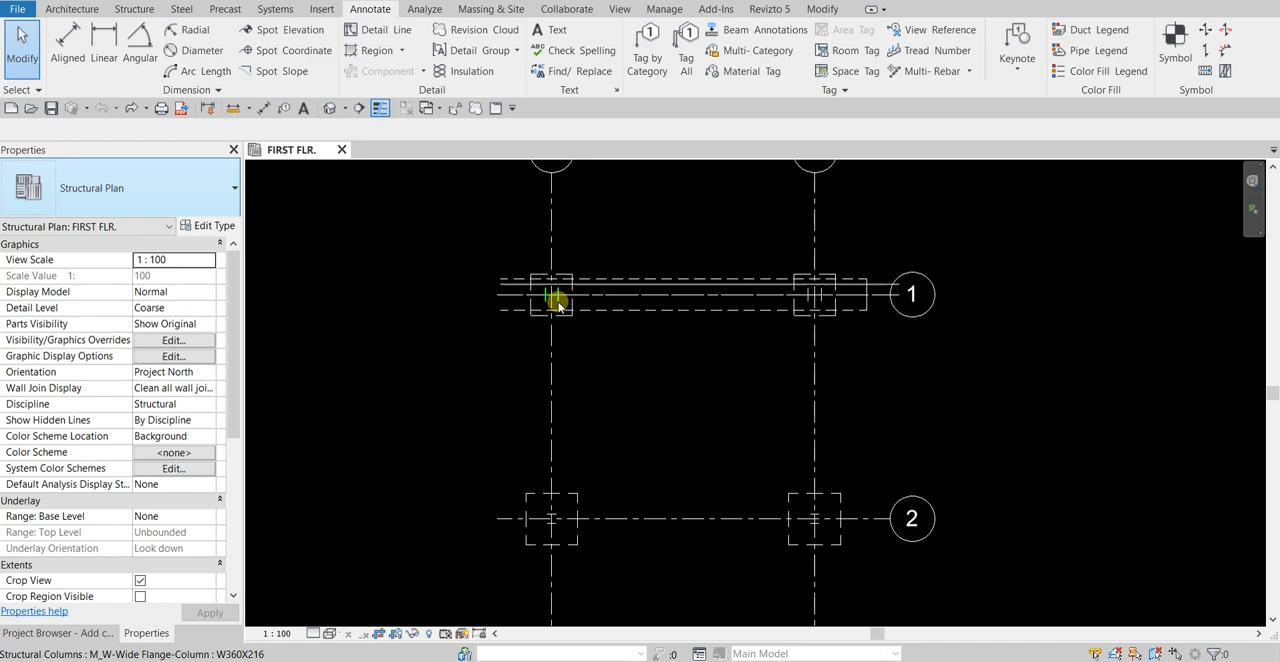 File Architecture Structure Steel Precast Systems Insert Annotate Analyze Massing & Site Collaborate View Manage Add-Ins Revizto 5 Modify
Modify
Select
Aligned Linear Angular
Radial
Diameter
Arc Length
Spot Elevation
Spot Coordinate
Spot Slope
Dimension
Detail Line
Region
Component
Revision Cloud
Detail Group
Insulation
Detail
Text
Check Spelling
Find/ Replace
Text
Tag by Category
Tag All
Beam Annotations
Multi- Category
Material Tag
Area Tag
Room Tag
Space Tag
View Reference
Tread Number
Multi- Rebar
Tag
Keynote
Duct Legend
Pipe Legend
Color Fill Legend
Color Fill
Symbol
Symbol
Properties
FIRST FLR.
Structural Plan
Structural Plan: FIRST FLR. Edit Type
Graphics
View Scale 1 : 100
Scale Value 1: 100
Display Model Normal
Detail Level Coarse
Parts Visibility Show Original
Visibility/Graphics Overrides Edit...
Graphic Display Options Edit...
Orientation Project North
Wall Join Display Clean all wall joi...
Discipline Structural
Show Hidden Lines By Discipline
Color Scheme Location Background
Color Scheme <none>
System Color Schemes Edit...
Default Analysis Display St... None
Underlay
Range: Base Level None
Range: Top Level Unbounded
Underlay Orientation Look down
Extents
Crop View
Crop Region Visible
Properties help Apply
Project Browser - Add c... Properties
1
2
1 : 100
Structural Columns : M_W-Wide Flange-Column : W360X216
:0
Main Model
:0